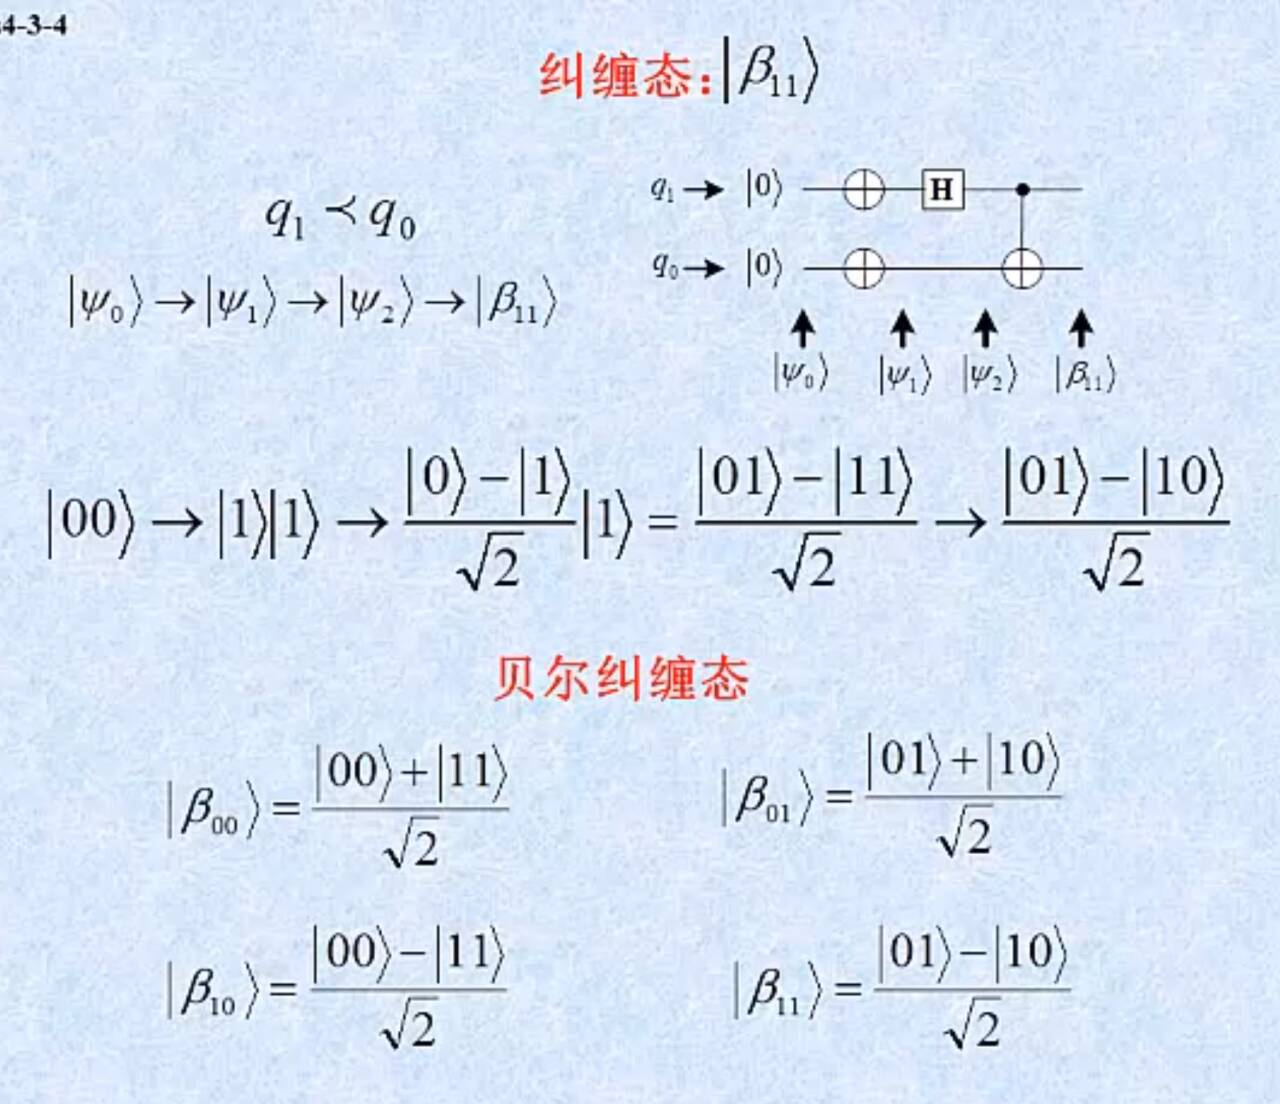 4-3-4
纠缠态:|β₁₁⟩
q₁ ≺ q₀
|ψ₀⟩→|ψ₁⟩→|ψ₂⟩→|β₁₁⟩
q₁ → |0⟩ H
q₀ → |0⟩
|ψ₀⟩ |ψ₁⟩ |ψ₂⟩ |β₁₁⟩
|00⟩→|1⟩|1⟩→(|0⟩−|1⟩)/√2 |1⟩=(|01⟩−|11⟩)/√2→(|01⟩−|10⟩)/√2
贝尔纠缠态
|β₀₀⟩=(|00⟩+|11⟩)/√2 |β₀₁⟩=(|01⟩+|10⟩)/√2
|β₁₀⟩=(|00⟩−|11⟩)/√2 |β₁₁⟩=(|01⟩−|10⟩)/√2